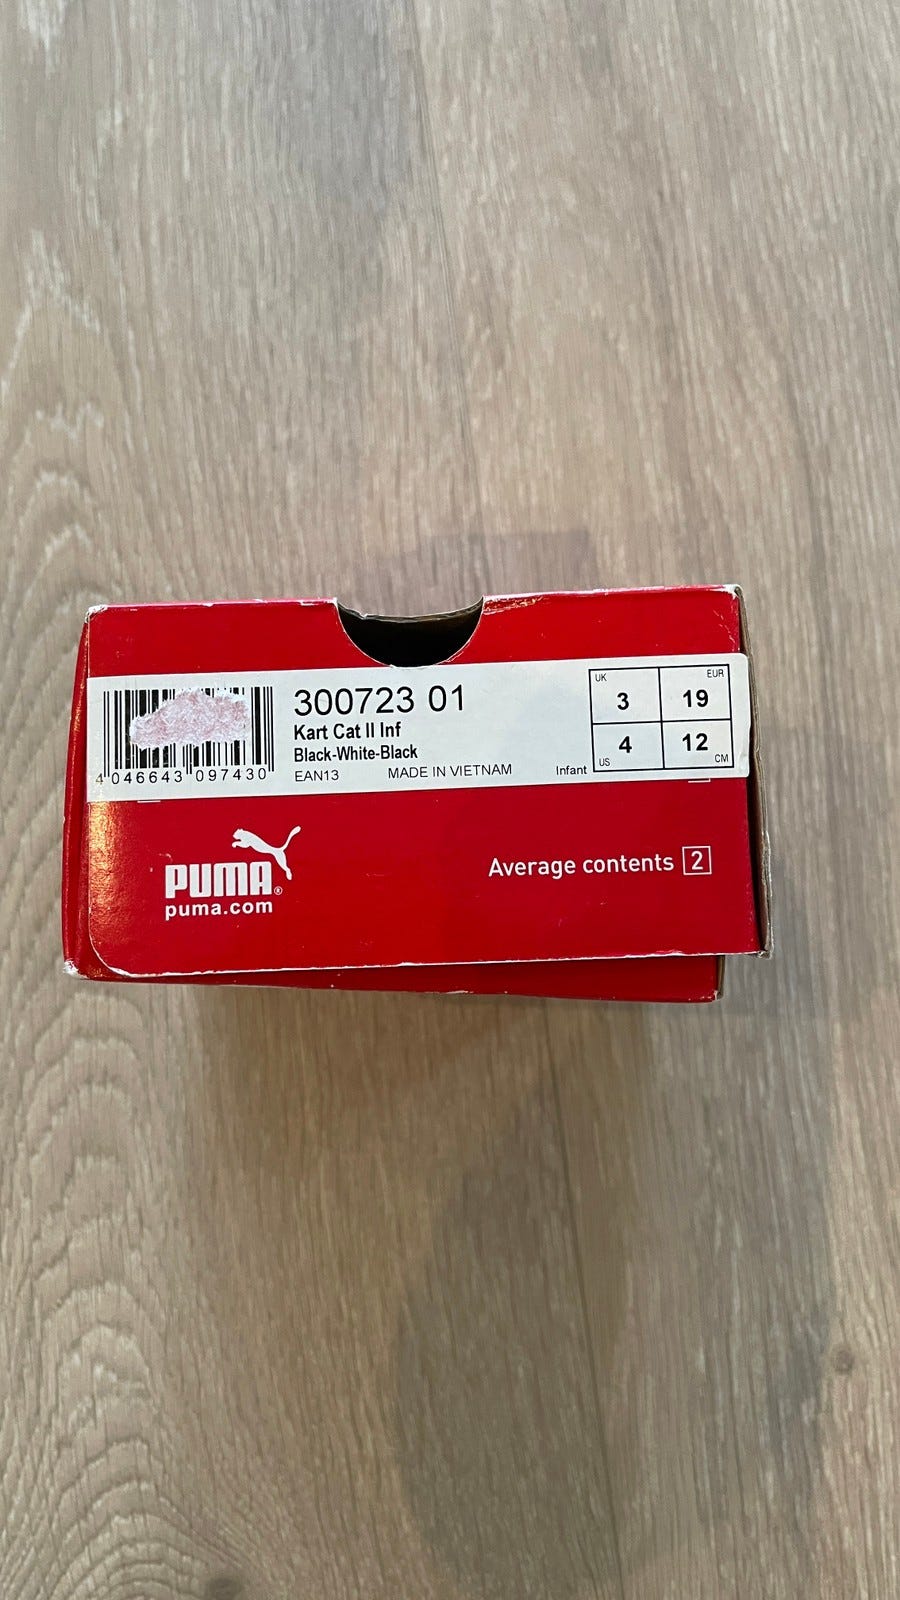 300723 01
Kart Cat II Inf
Black-White-Black
EAN13 MADE IN VIETNAM Infant
4 046643 097430
UK 3 EUR 19
US 4 12 CM
PUMA®
puma.com
Average contents 2